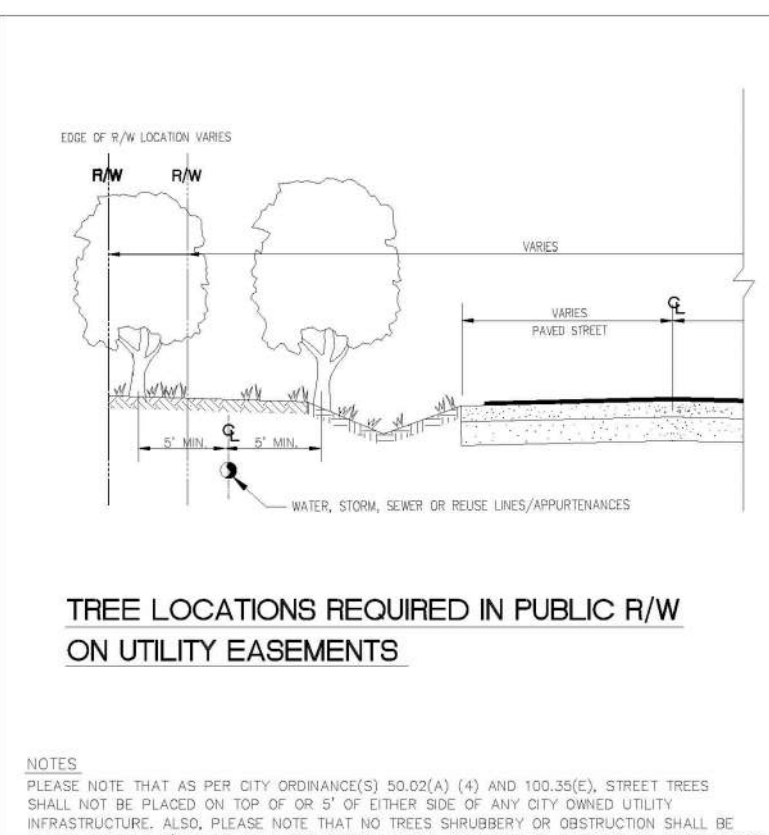 EDGE OF R/W LOCATION VARIES
R/W R/W
VARIES
VARIES
PAVED STREET
5' MIN. 5' MIN.
WATER, STORM, SEWER OR REUSE LINES/APPURTENANCES
TREE LOCATIONS REQUIRED IN PUBLIC R/W
ON UTILITY EASEMENTS
NOTES
PLEASE NOTE THAT AS PER CITY ORDINANCE(S) 50.02(A) (4) AND 100.35(E), STREET TREES
SHALL NOT BE PLACED ON TOP OF OR 5' OF EITHER SIDE OF ANY CITY OWNED UTILITY
INFRASTRUCTURE. ALSO, PLEASE NOTE THAT NO TREES SHRUBBERY OR OBSTRUCTION SHALL BE